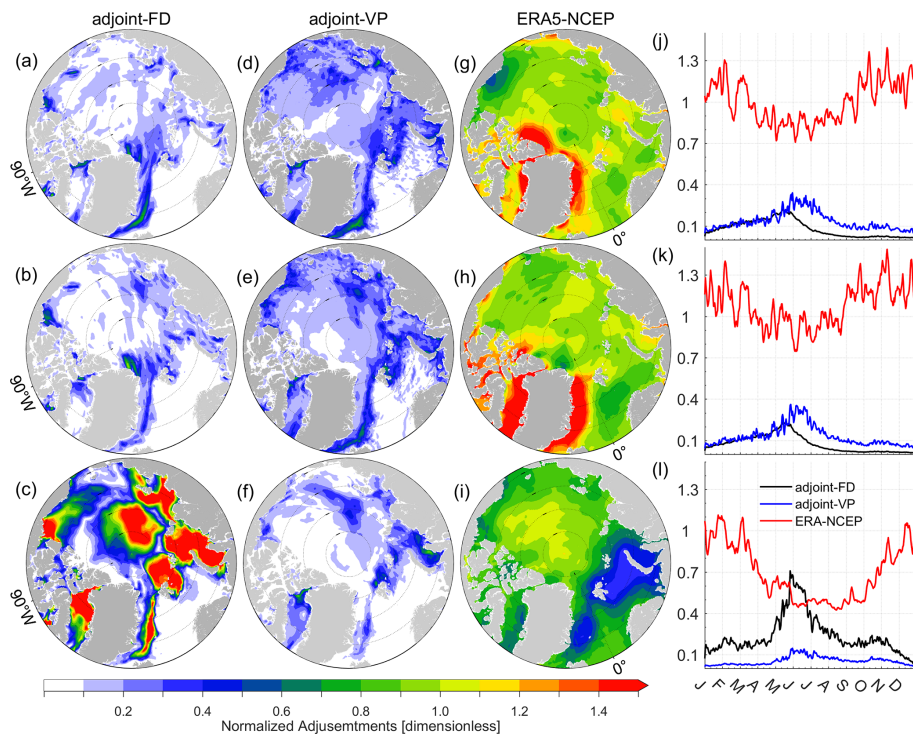 adjoint-FD adjoint-VP ERA5-NCEP
(a) (d) (g) (j)
1.3
1
0.7
0.4
0.1
90°W 0°
(b) (e) (h) (k)
1.3
1
0.7
0.4
0.1
90°W 0°
(c) (f) (i) (l)
1.3
1
0.7
0.4
0.1
adjoint-FD
adjoint-VP
ERA-NCEP
90°W 0°
J F M A M J J A S O N D
0.2 0.4 0.6 0.8 1.0 1.2 1.4
Normalized Adjusemtments [dimensionless]